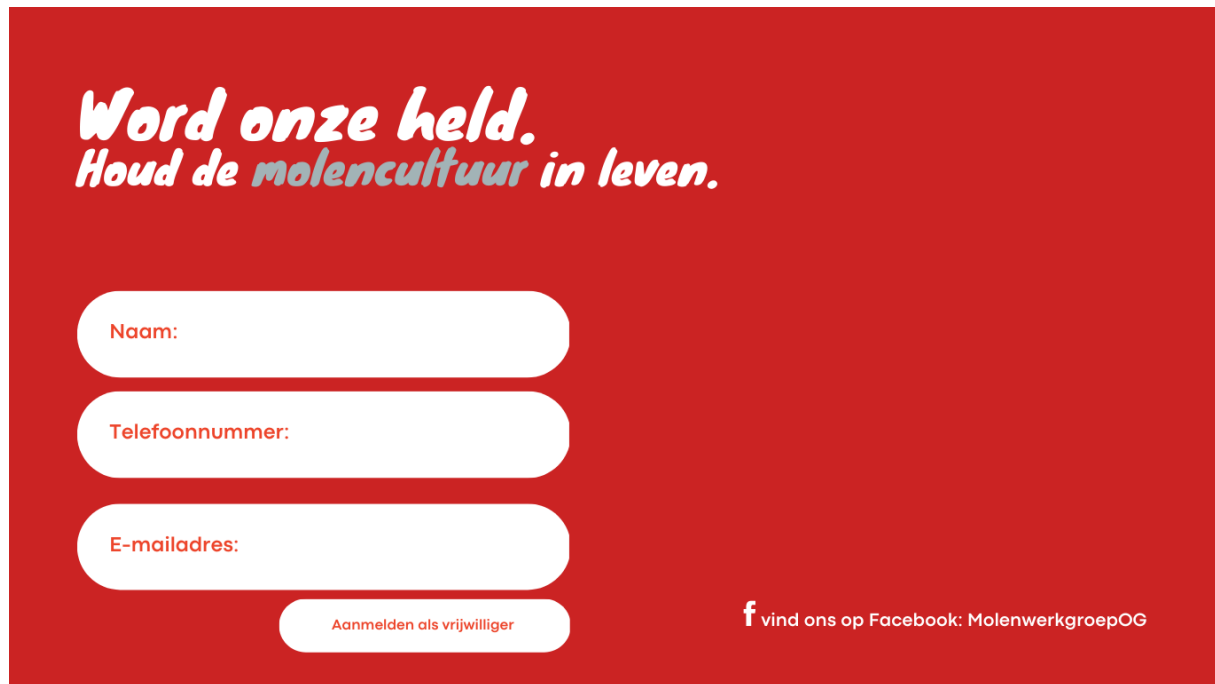 Word onze held.
Houd de molencultuur in leven.
Naam:
Telefoonnummer:
E-mailadres:
Aanmelden als vrijwilliger
f vind ons op Facebook: MolenwerkgroepOG